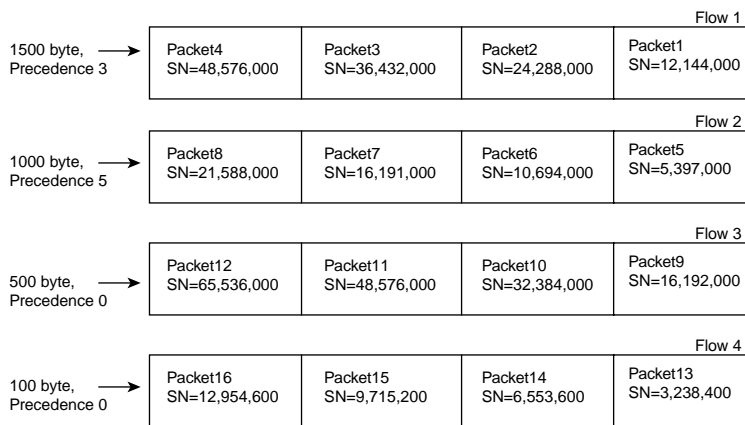 Flow 1
1500 byte,
Precedence 3
Packet4
SN=48,576,000
Packet3
SN=36,432,000
Packet2
SN=24,288,000
Packet1
SN=12,144,000
Flow 2
1000 byte,
Precedence 5
Packet8
SN=21,588,000
Packet7
SN=16,191,000
Packet6
SN=10,694,000
Packet5
SN=5,397,000
Flow 3
500 byte,
Precedence 0
Packet12
SN=65,536,000
Packet11
SN=48,576,000
Packet10
SN=32,384,000
Packet9
SN=16,192,000
Flow 4
100 byte,
Precedence 0
Packet16
SN=12,954,600
Packet15
SN=9,715,200
Packet14
SN=6,553,600
Packet13
SN=3,238,400